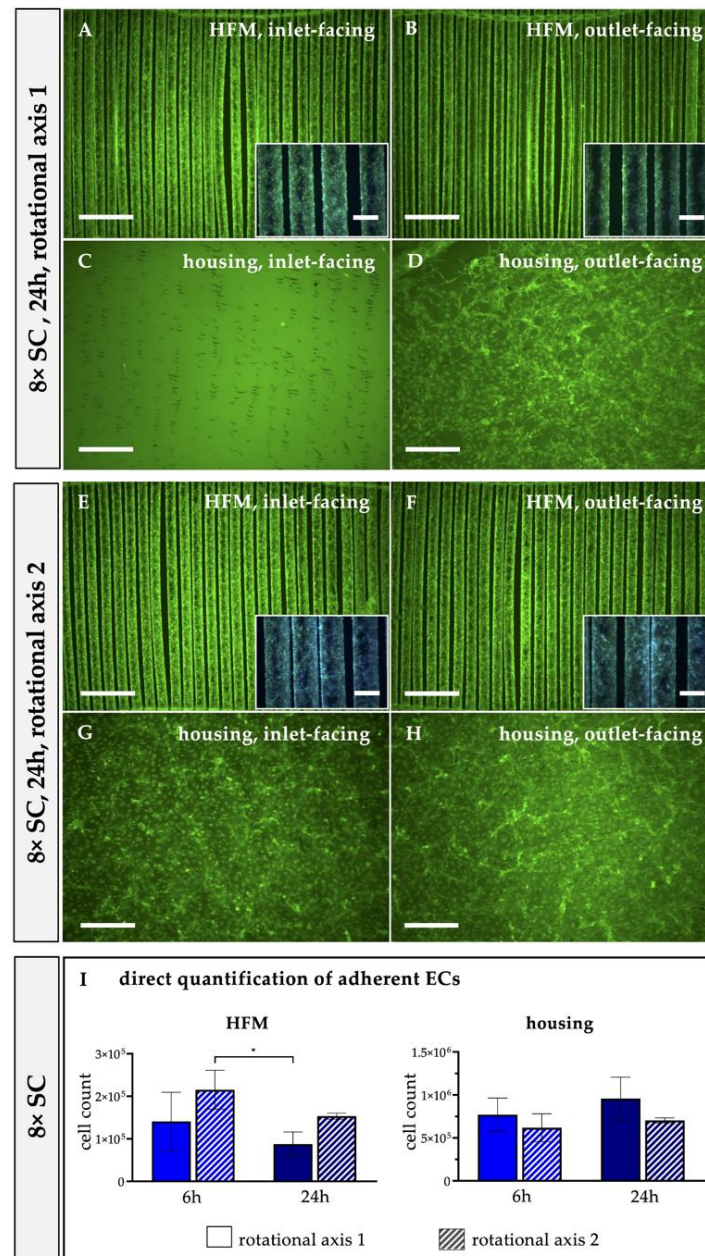 8× SC , 24h, rotational axis 1
A
HFM, inlet-facing
B
HFM, outlet-facing
C
housing, inlet-facing
D
housing, outlet-facing
8× SC, 24h, rotational axis 2
E
HFM, inlet-facing
F
HFM, outlet-facing
G
housing, inlet-facing
H
housing, outlet-facing
8× SC
I direct quantification of adherent ECs
HFM
cell count
3×10⁵
2×10⁵
1×10⁵
0
*
6h
24h
housing
cell count
1.5×10⁶
1×10⁶
5×10⁵
0
6h
24h
rotational axis 1
rotational axis 2